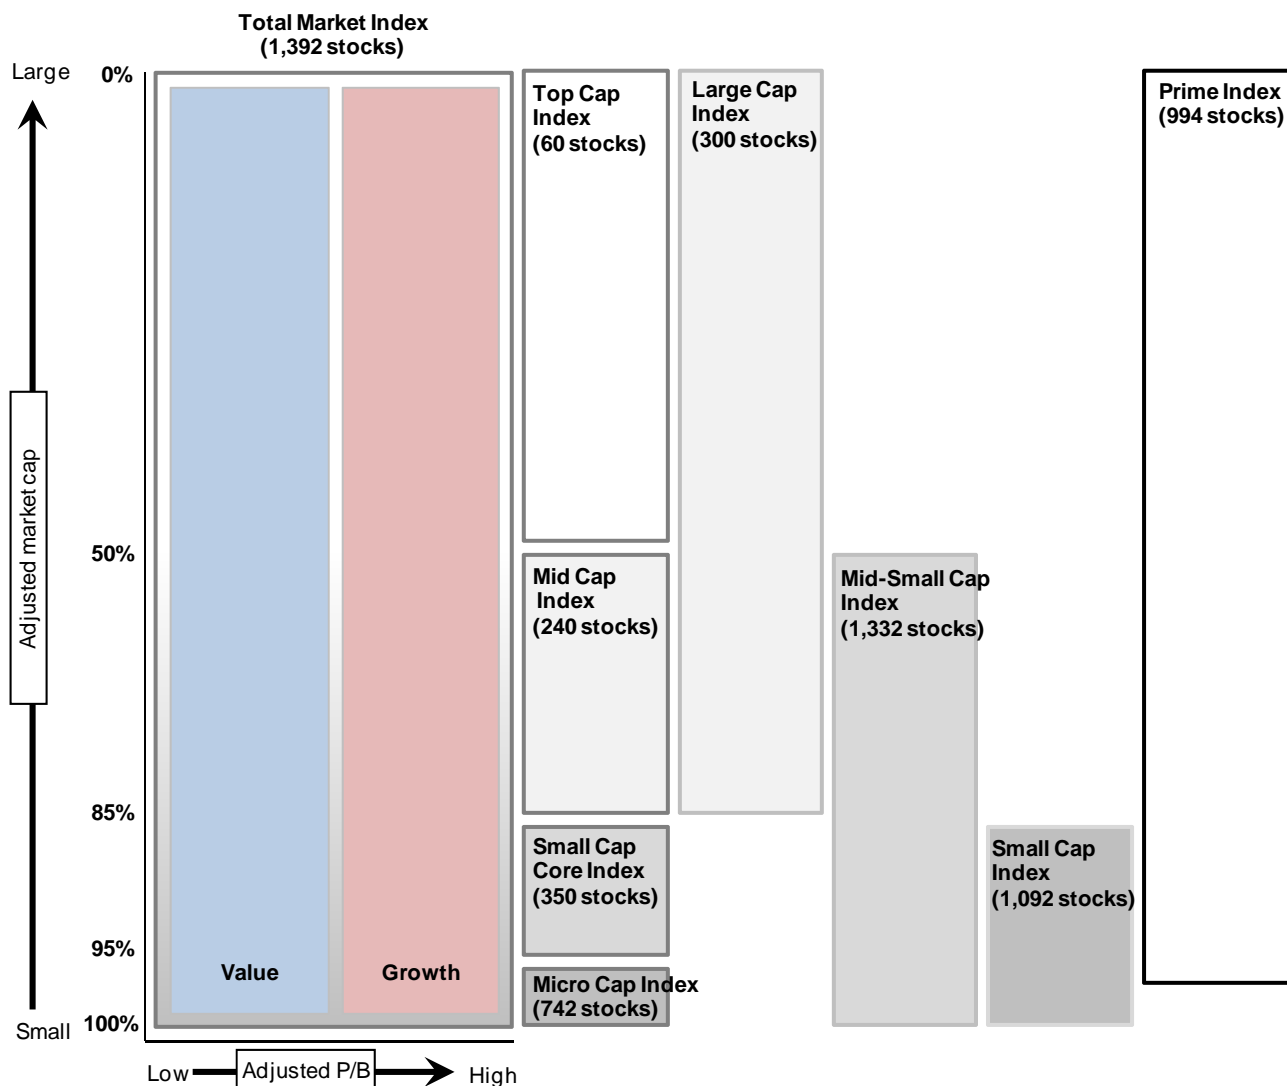 Total Market Index
(1,392 stocks)
Large
0%
Top Cap
Index
(60 stocks)
Large Cap
Index
(300 stocks)
Prime Index
(994 stocks)
Adjusted market cap
50%
Mid Cap
Index
(240 stocks)
Mid-Small Cap
Index
(1,332 stocks)
85%
Small Cap
Core Index
(350 stocks)
Small Cap
Index
(1,092 stocks)
95%
Value
Growth
Micro Cap Index
(742 stocks)
Small
100%
Low
Adjusted P/B
High